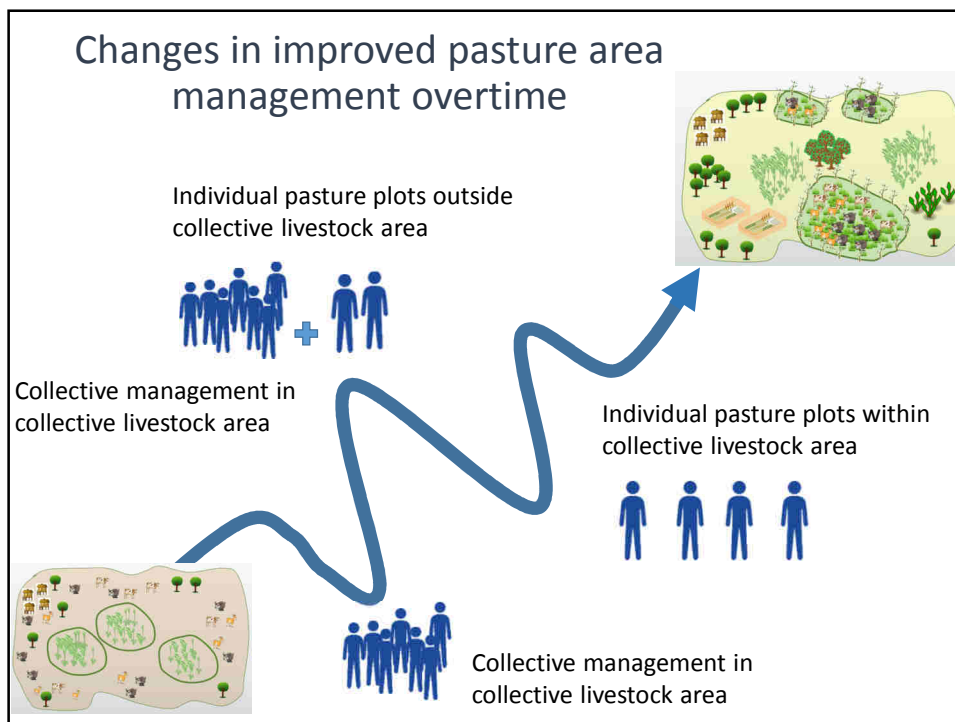 Changes in improved pasture area
management overtime
Individual pasture plots outside
collective livestock area
Collective management in
collective livestock area
Individual pasture plots within
collective livestock area
Collective management in
collective livestock area